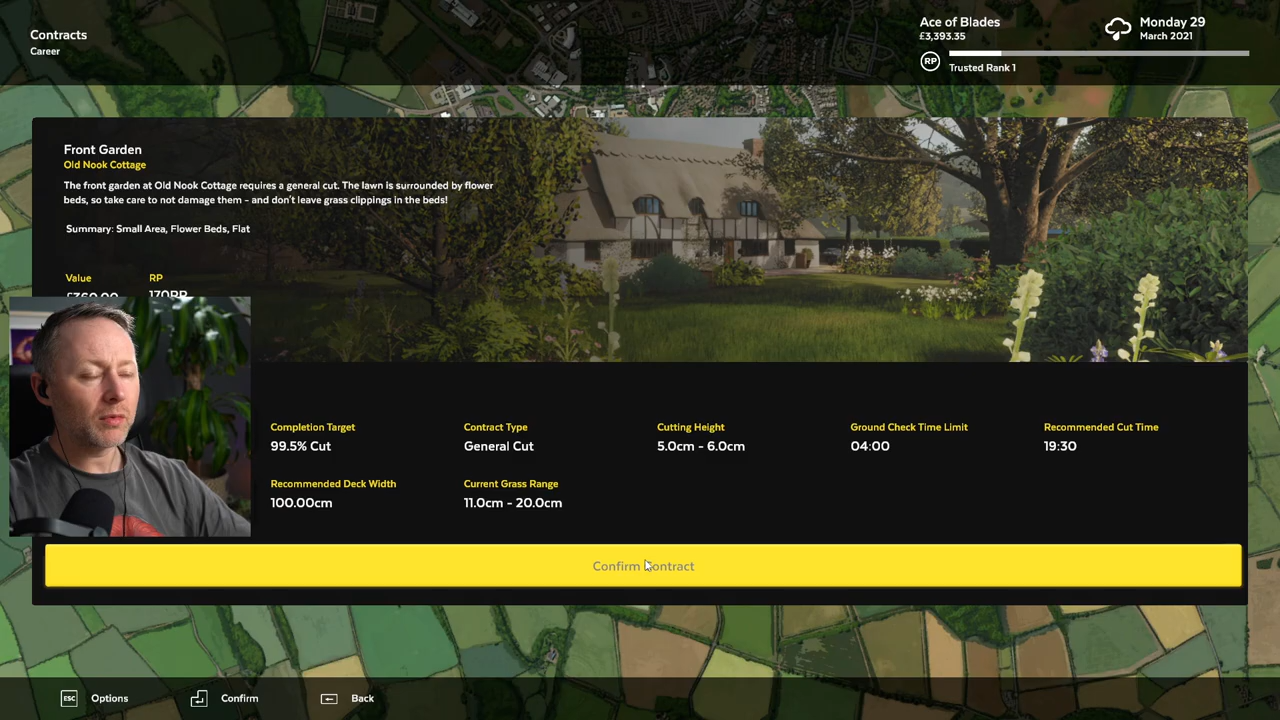 Contracts
Career
Ace of Blades
£3,393.35
Monday 29
March 2021
RP
Trusted Rank 1
Front Garden
Old Nook Cottage
The front garden at Old Nook Cottage requires a general cut. The lawn is surrounded by flower
beds, so take care to not damage them - and don't leave grass clippings in the beds!
Summary: Small Area, Flower Beds, Flat
Value RP
£360.00 170RP
Completion Target Contract Type Cutting Height Ground Check Time Limit Recommended Cut Time
99.5% Cut General Cut 5.0cm - 6.0cm 04:00 19:30
Recommended Deck Width Current Grass Range
100.00cm 11.0cm - 20.0cm
Confirm Contract
ESC Options Confirm Back